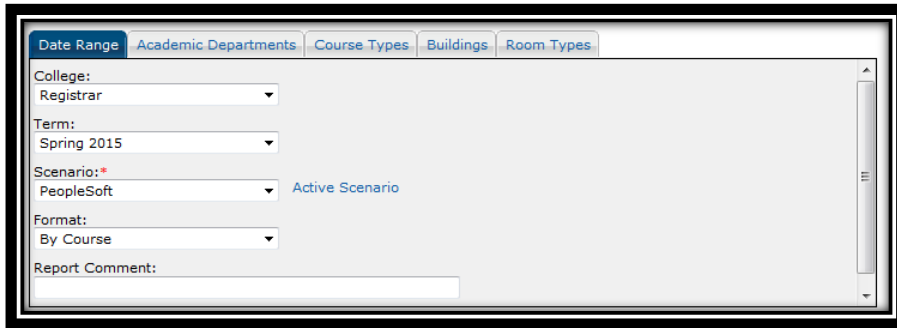 Date Range Academic Departments Course Types Buildings Room Types
College:
Registrar
Term:
Spring 2015
Scenario:*
PeopleSoft Active Scenario
Format:
By Course
Report Comment: